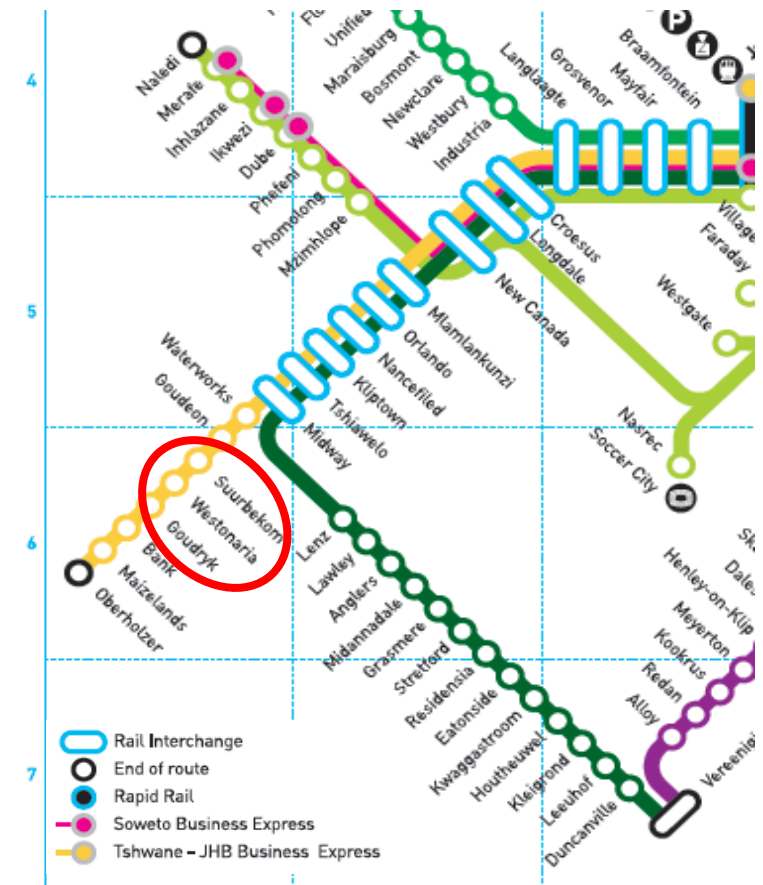 4
5
6
7
Naledi
Merafe
Inhlazane
Ikwezi
Dube
Phefeni
Phomolong
Mzimhlope
Unified
Maraisburg
Bosmont
Newclare
Westbury
Industria
Langlaagte
Grosvenor
Mayfair
Braamfontein
P
Croesus
Longdale
New Canada
Mlamlankunzi
Orlando
Nancefiled
Kliptown
Tshiawelo
Midway
Village
Faraday
Westgate
Nasrec
Soccer City
Waterworks
Goudeon
Suurbekom
Westonaria
Goudryk
Bank
Maizelands
Oberholzer
Lenz
Lawley
Anglers
Midannadale
Grasmere
Stretford
Residensia
Eatonside
Kwaggastroom
Houtheuwel
Kleigrond
Leeuhof
Duncanville
Henley-on-Klip
Meyerton
Kookrus
Redan
Alloy
Rail Interchange
End of route
Rapid Rail
Soweto Business Express
Tshwane – JHB Business Express